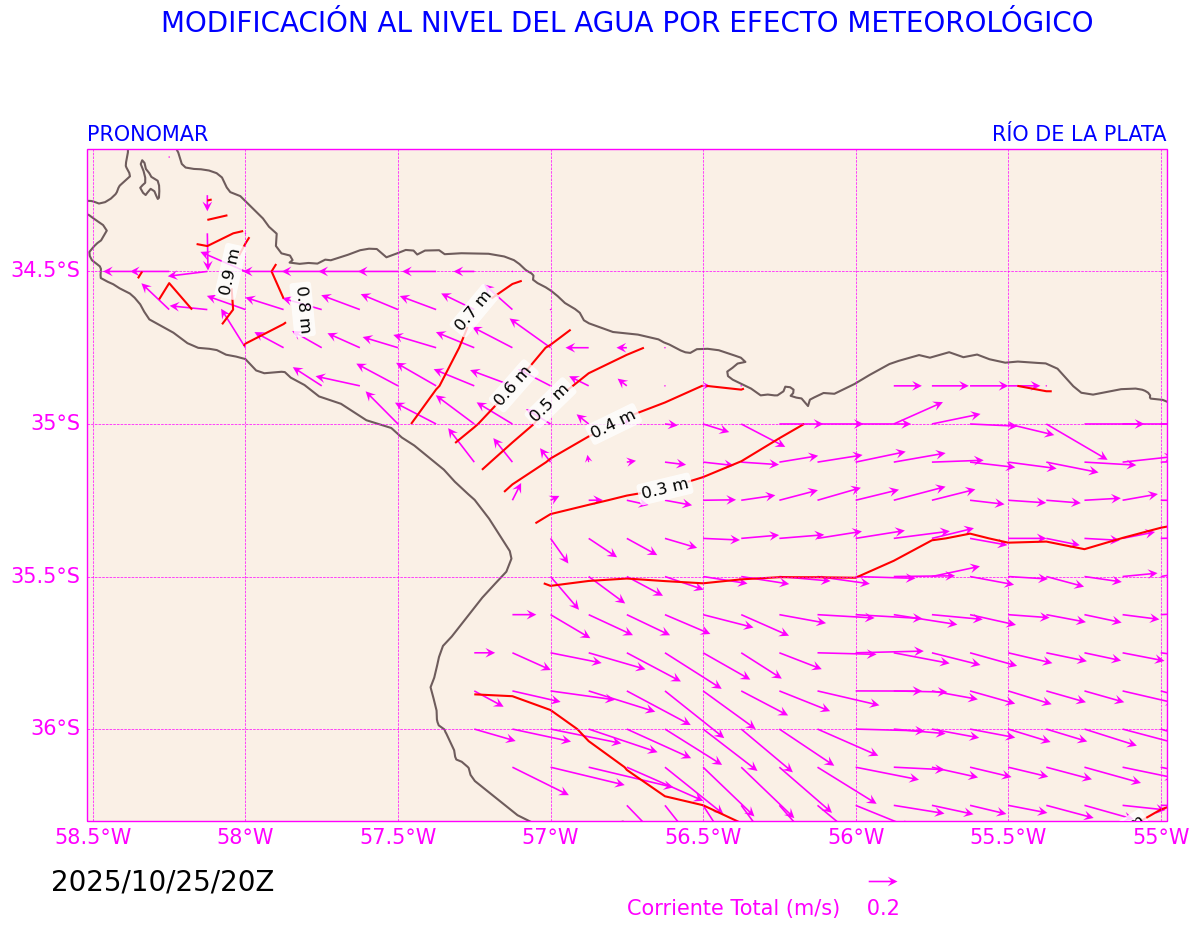 MODIFICACIÓN AL NIVEL DEL AGUA POR EFECTO METEOROLÓGICO
PRONOMAR
RÍO DE LA PLATA
34.5°S
0.9 m
0.8 m
0.7 m
0.6 m
0.5 m
35°S
0.4 m
0.3 m
35.5°S
36°S
58.5°W
58°W
57.5°W
57°W
56.5°W
56°W
55.5°W
55°W
2025/10/25/20Z
Corriente Total (m/s)
0.2